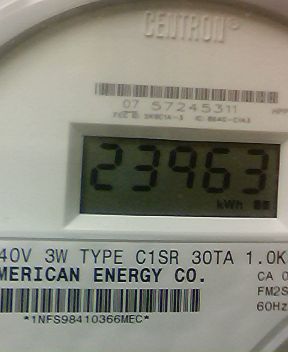 CENTRON®
07 57245311
23963
kWh
40V 3W TYPE C1SR 30TA 1.0K
MERICAN ENERGY CO.
CA 0
FM2S
60Hz
*1NFS98410366MEC*